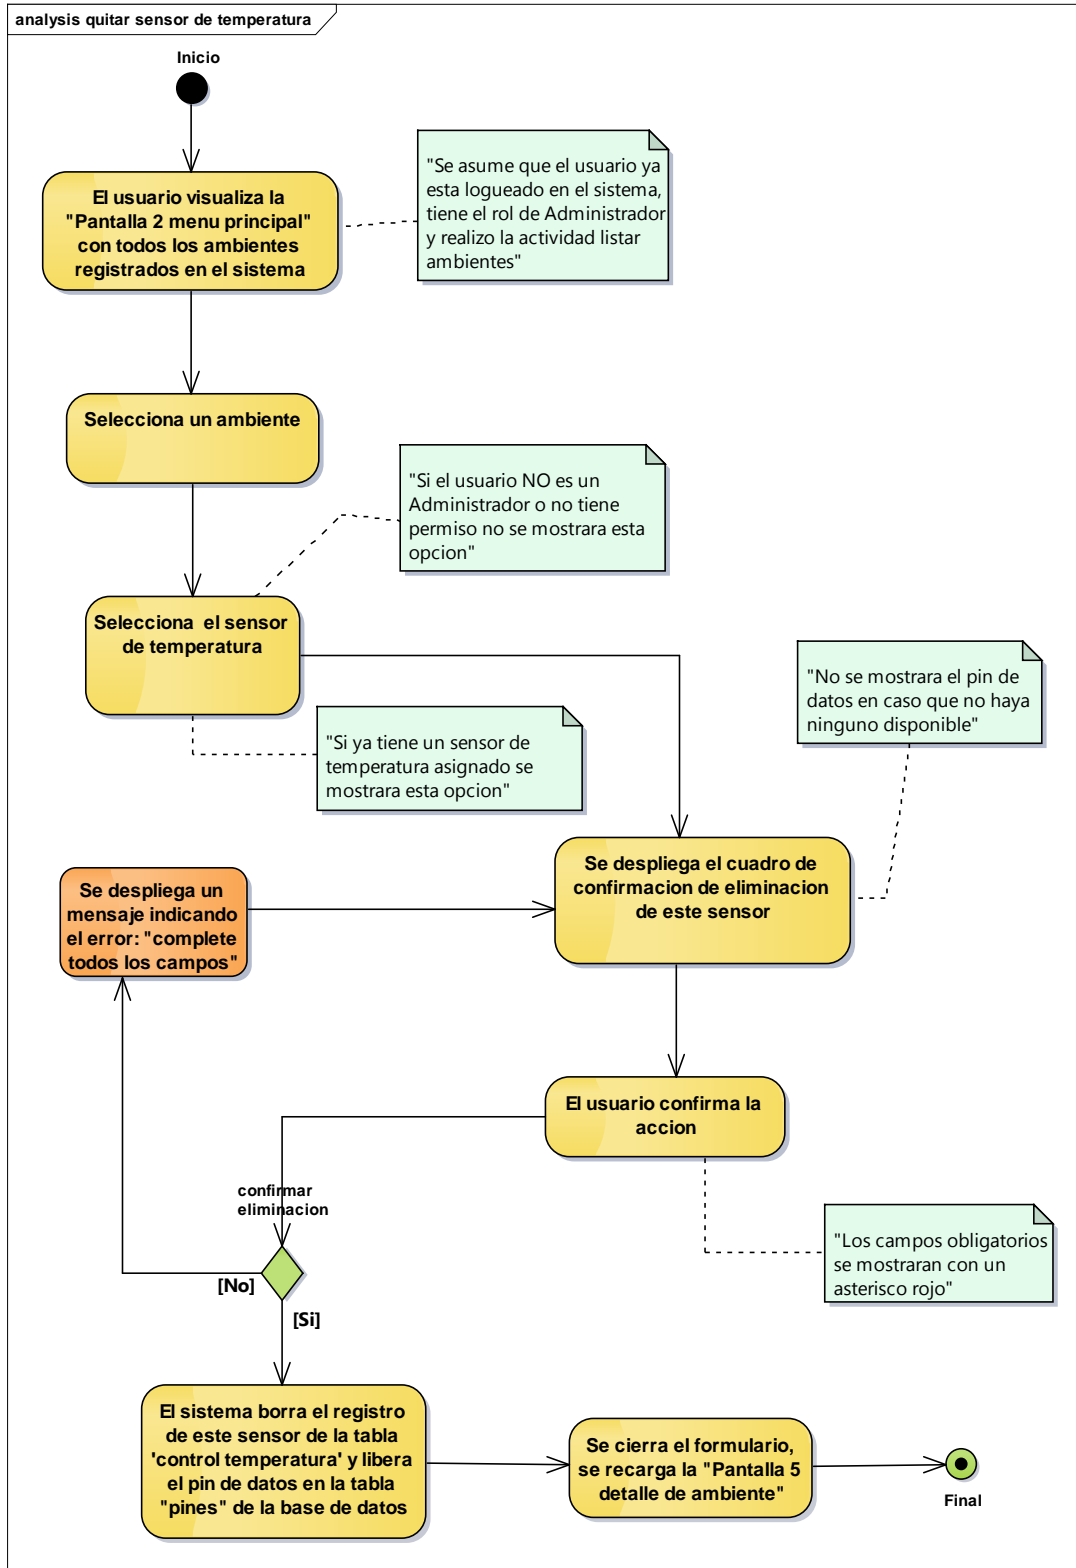 analysis quitar sensor de temperatura
Inicio
El usuario visualiza la
"Pantalla 2 menu principal"
con todos los ambientes
registrados en el sistema
"Se asume que el usuario ya
esta logueado en el sistema,
tiene el rol de Administrador
y realizo la actividad listar
ambientes"
Selecciona un ambiente
"Si el usuario NO es un
Administrador o no tiene
permiso no se mostrara esta
opcion"
Selecciona  el sensor
de temperatura
"No se mostrara el pin de
datos en caso que no haya
ninguno disponible"
"Si ya tiene un sensor de
temperatura asignado se
mostrara esta opcion"
Se despliega el cuadro de
confirmacion de eliminacion
de este sensor
Se despliega un
mensaje indicando
el error: "complete
todos los campos"
El usuario confirma la
accion
confirmar
eliminacion
"Los campos obligatorios
se mostraran con un
asterisco rojo"
[No]
[Si]
El sistema borra el registro
de este sensor de la tabla
'control temperatura' y libera
el pin de datos en la tabla
"pines" de la base de datos
Se cierra el formulario,
se recarga la "Pantalla 5
detalle de ambiente"
Final